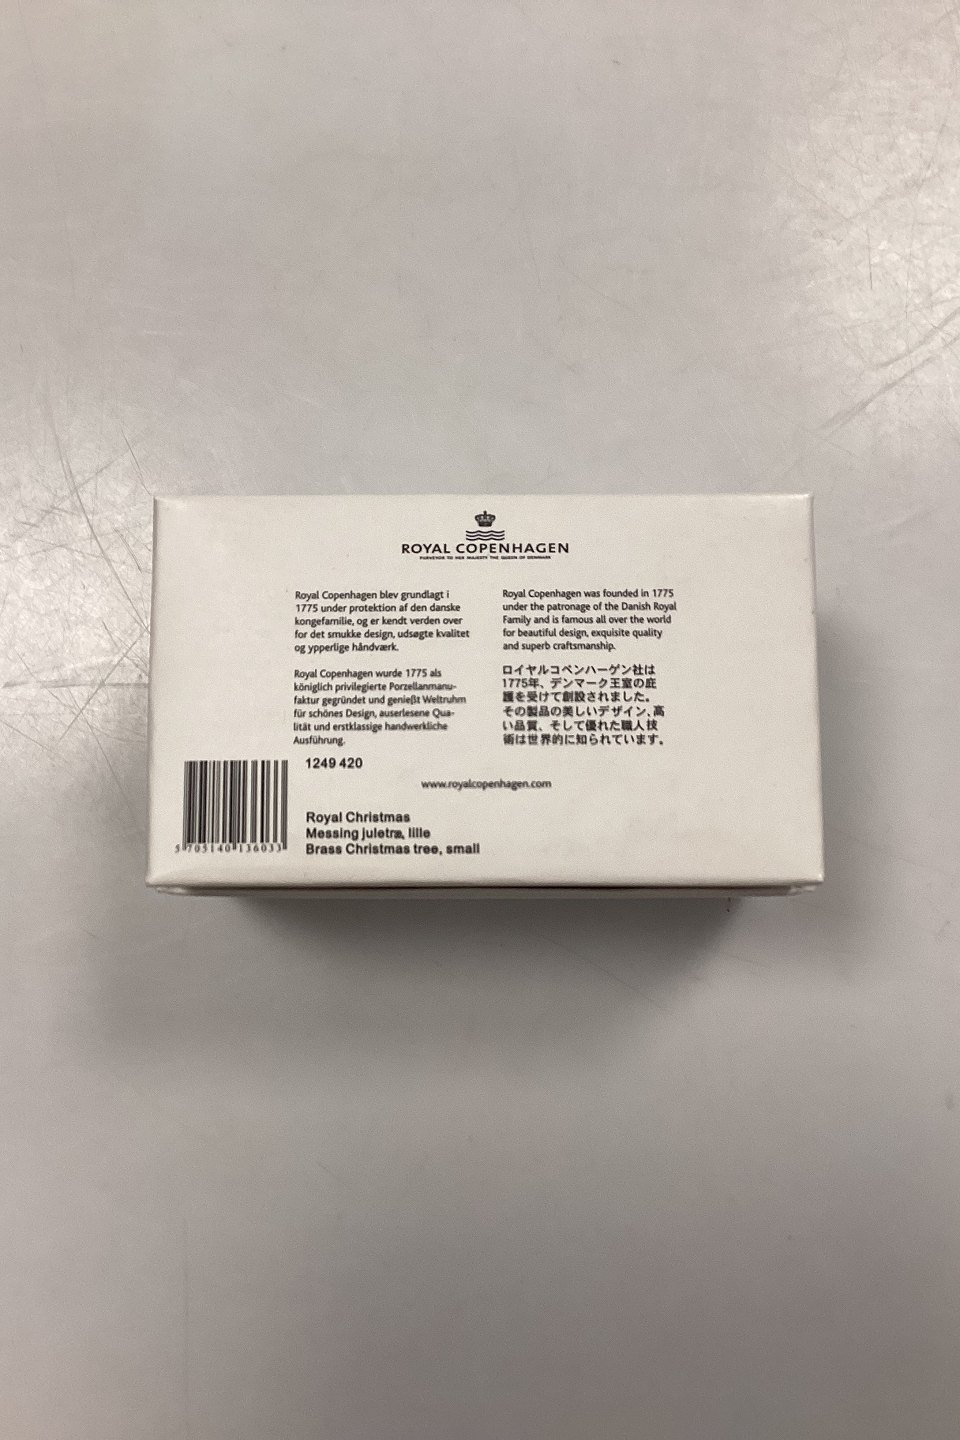 ROYAL COPENHAGEN
PURVEYOR TO HER MAJESTY THE QUEEN OF DENMARK
Royal Copenhagen blev grundlagt i
1775 under protektion af den danske
kongefamilie, og er kendt verden over
for det smukke design, udsøgte kvalitet
og ypperlige håndværk.
Royal Copenhagen wurde 1775 als
königlich privilegierte Porzellanmanu-
faktur gegründet und genießt Weltruhm
für schönes Design, auserlesene Qua-
lität und erstklassige handwerkliche
Ausführung.
Royal Copenhagen was founded in 1775
under the patronage of the Danish Royal
Family and is famous all over the world
for beautiful design, exquisite quality
and superb craftsmanship.
ロイヤルコペンハーゲン社は
1775年、デンマーク王室の庇
護を受けて創設されました。
その製品の美しいデザイン、高
い品質、そして優れた職人技
術は世界的に知られています。
1249 420
www.royalcopenhagen.com
Royal Christmas
Messing juletræ, lille
Brass Christmas tree, small
5 705140 136033